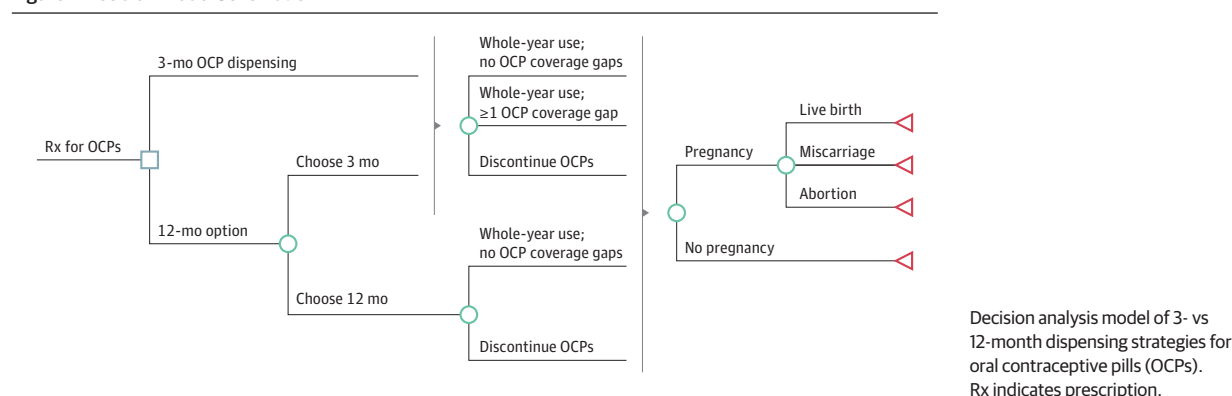 3-mo OCP dispensing
Rx for OCPs
12-mo option
Choose 3 mo
Choose 12 mo
Whole-year use;
no OCP coverage gaps
Whole-year use;
≥1 OCP coverage gap
Discontinue OCPs
Whole-year use;
no OCP coverage gaps
Discontinue OCPs
Pregnancy
No pregnancy
Live birth
Miscarriage
Abortion
Decision analysis model of 3- vs
12-month dispensing strategies for
oral contraceptive pills (OCPs).
Rx indicates prescription.